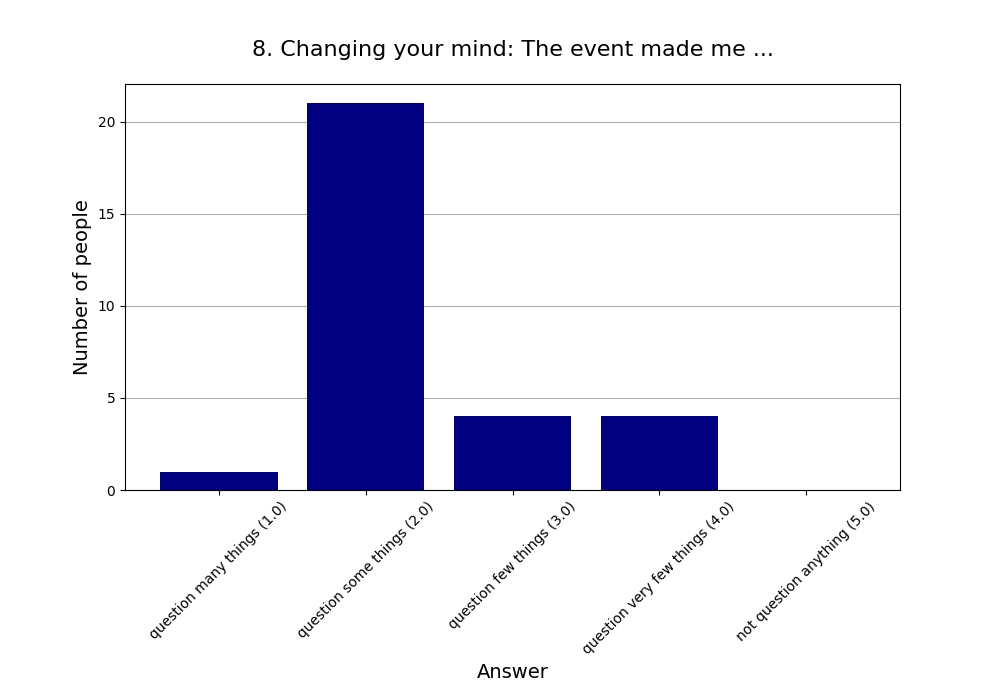 8. Changing your mind: The event made me ...
Number of people
20
15
10
5
0
question many things (1.0)
question some things (2.0)
question few things (3.0)
question very few things (4.0)
not question anything (5.0)
Answer